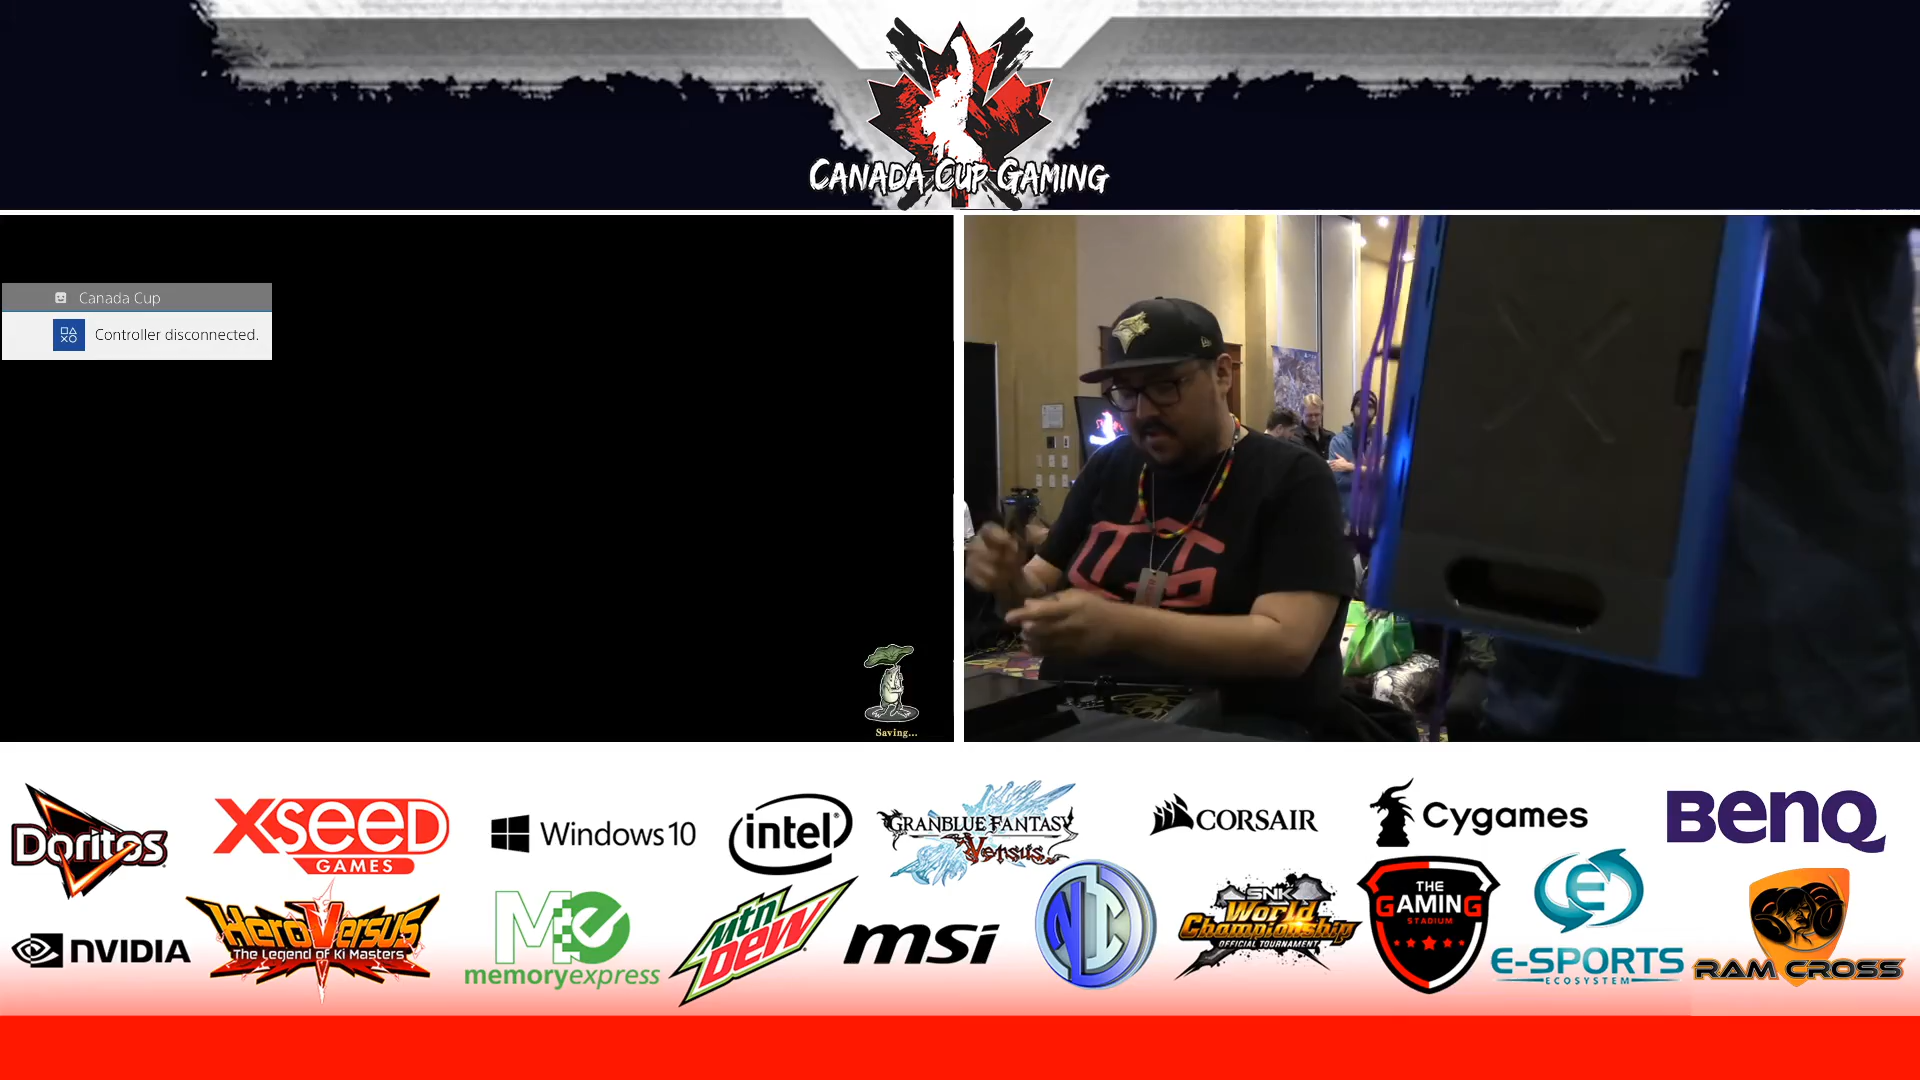 CANADA CUP GAMING
Canada Cup
Controller disconnected.
Saving...
Doritos
XSEED
GAMES
Windows 10
intel
GRANBLUE FANTASY
Versus
CORSAIR
Cygames
BenQ
NVIDIA
HeroVersus
The Legend of Ki Masters
ME
memoryexpress
mtn
DEW
msi
SNK
World
Championship
OFFICIAL TOURNAMENT
THE
GAMING
STADIUM
E-SPORTS
ECOSYSTEM
RAM CROSS